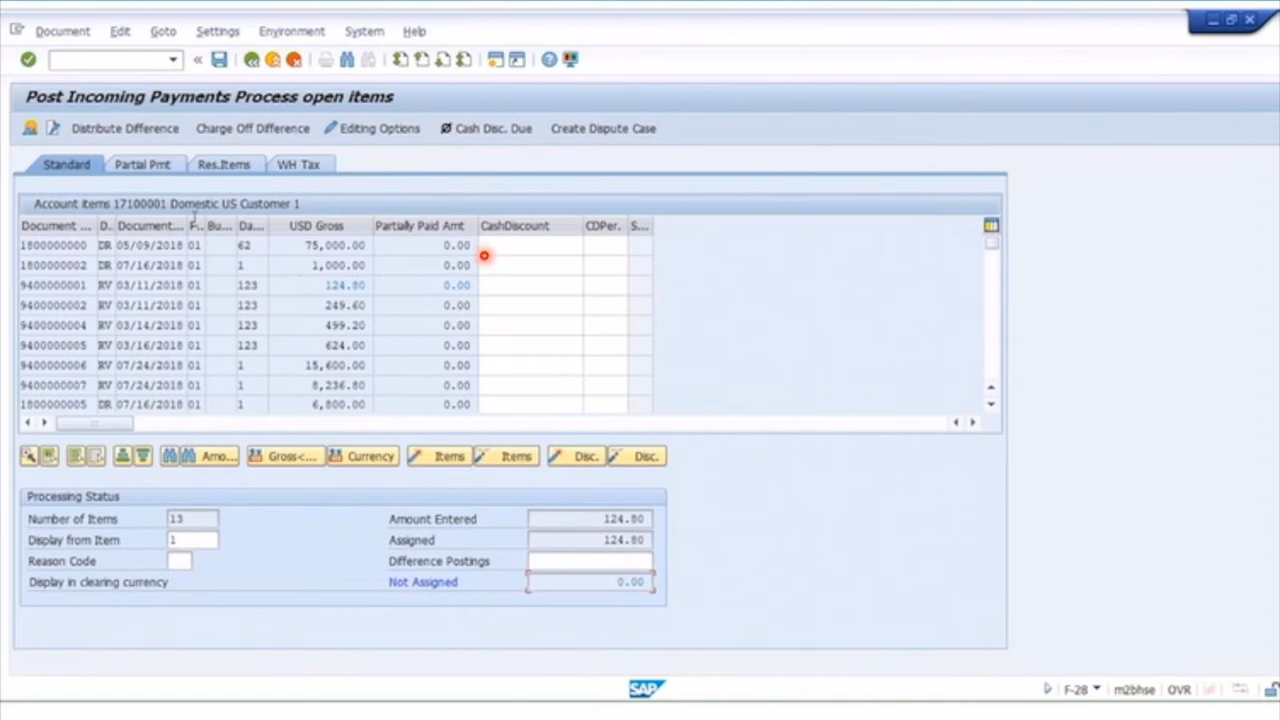 Document Edit Goto Settings Environment System Help
Post Incoming Payments Process open items
Distribute Difference Charge Off Difference Editing Options Cash Disc. Due Create Dispute Case
Standard Partial Pmt Res.Items WH Tax
Account items 17100001 Domestic US Customer 1
Document ... D. Document... P... Bu... Da... USD Gross Partially Paid Amt CashDiscount CDPer. S...
1800000000 DR 05/09/2018 01 62 75,000.00 0.00
1800000002 DR 07/16/2018 01 1 1,000.00 0.00
9400000001 RV 03/11/2018 01 123 124.80 0.00
9400000002 RV 03/11/2018 01 123 249.60 0.00
9400000004 RV 03/14/2018 01 123 499.20 0.00
9400000005 RV 03/16/2018 01 123 624.00 0.00
9400000006 RV 07/24/2018 01 1 15,600.00 0.00
9400000007 RV 07/24/2018 01 1 8,236.80 0.00
1800000005 DR 07/16/2018 01 1 6,800.00 0.00
Amo... Gross<... Currency Items Items Disc. Disc.
Processing Status
Number of Items 13 Amount Entered 124.80
Display from Item 1 Assigned 124.80
Reason Code Difference Postings
Display in clearing currency Not Assigned 0.00
SAP F-28 m2bhse OVR